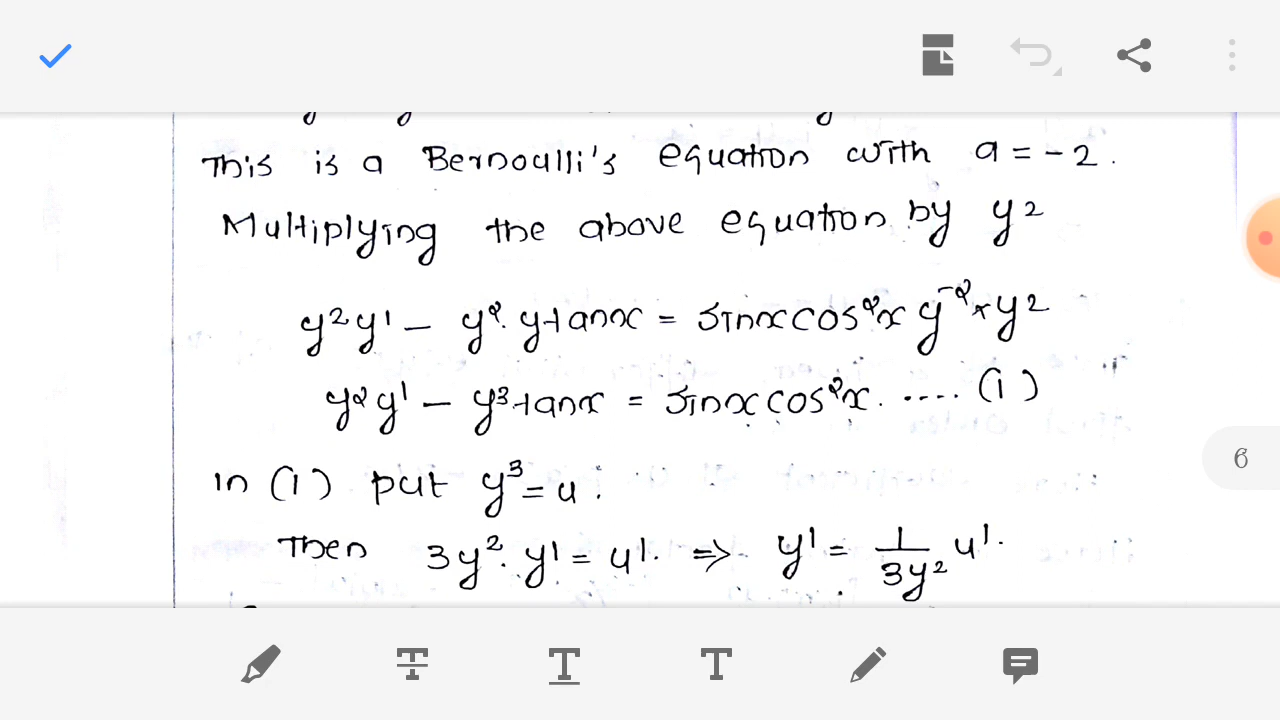 This is a Bernoulli's equation with a = -2.
Multiplying the above equation by y²
y²y' - y². y tanx = sinx cos²x y⁻² × y²
y²y' - y³ tanx = sinx cos²x. .... (1)
6
In (1) put y³ = u.
Then 3y². y' = u'. ⇒ y' = 1/3y² u'.
T T T